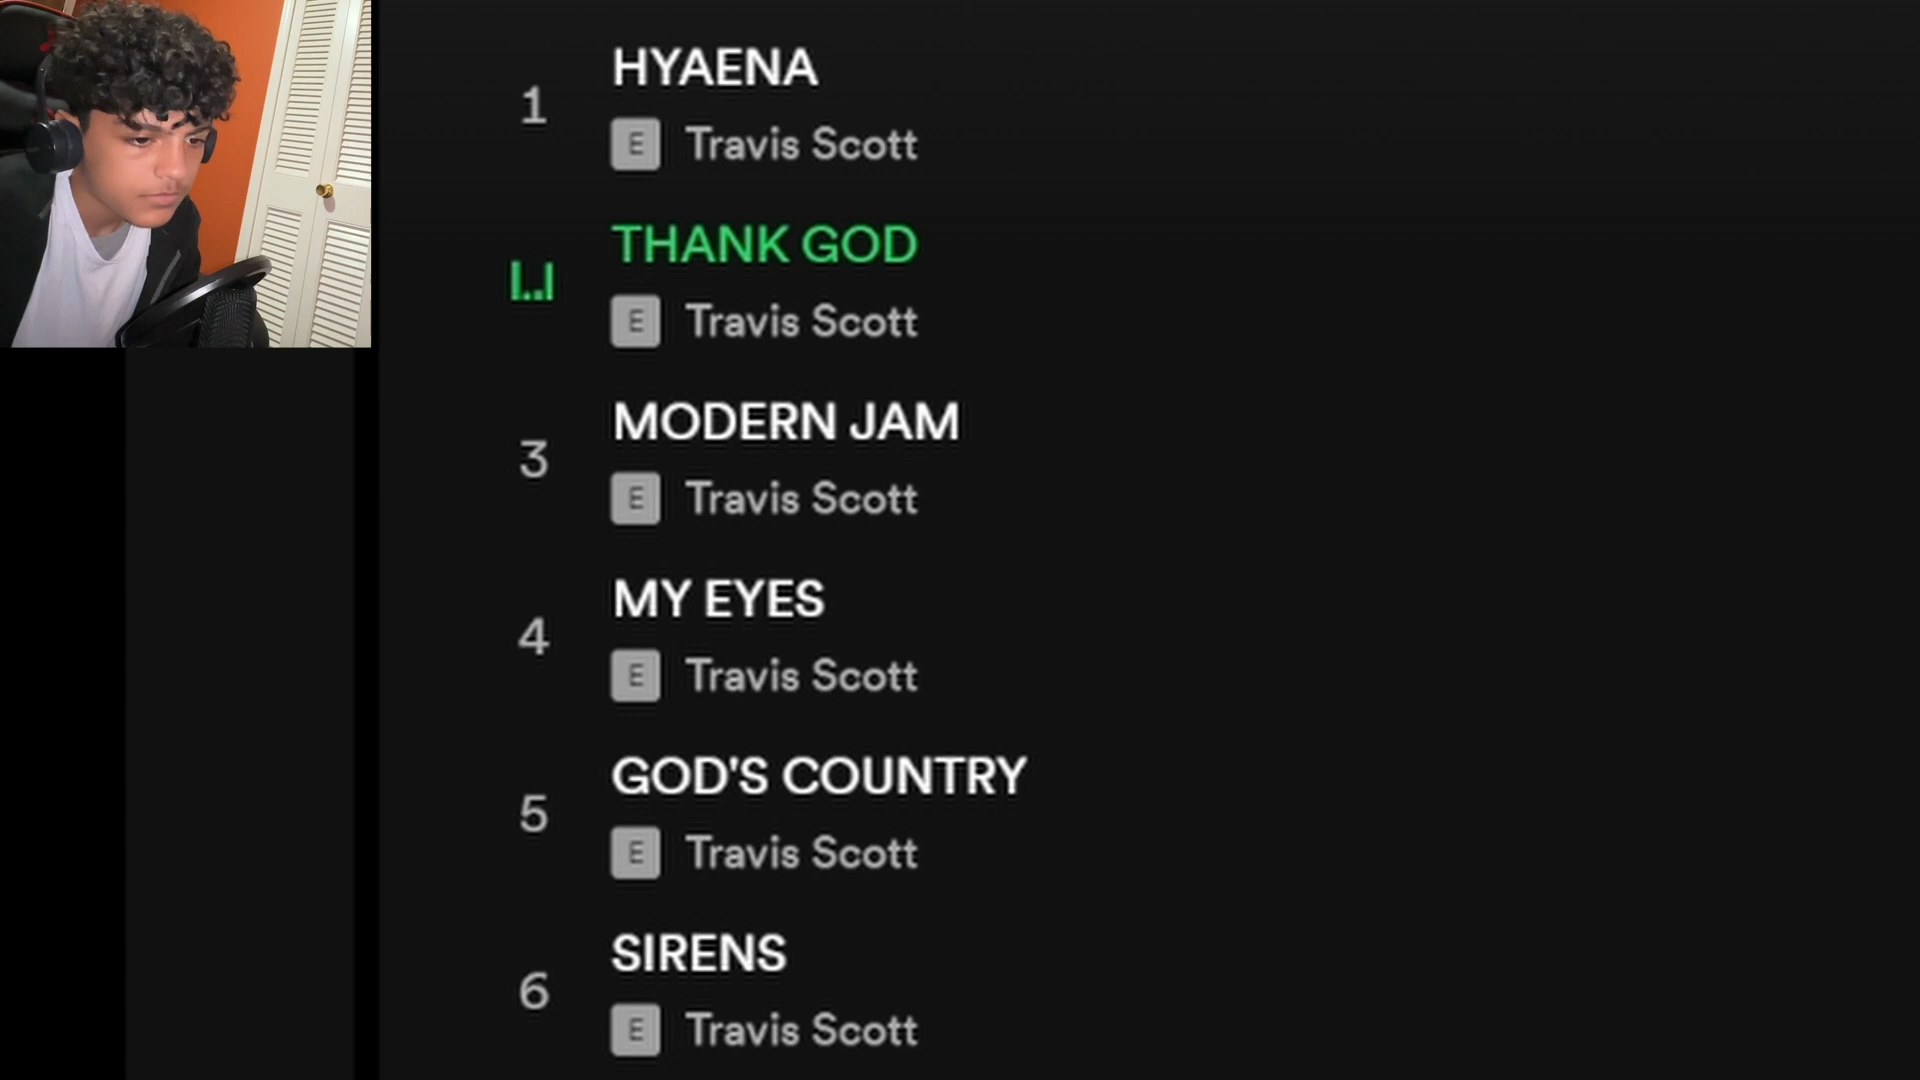 1
HYAENA
E Travis Scott
THANK GOD
E Travis Scott
3
MODERN JAM
E Travis Scott
4
MY EYES
E Travis Scott
5
GOD'S COUNTRY
E Travis Scott
6
SIRENS
E Travis Scott